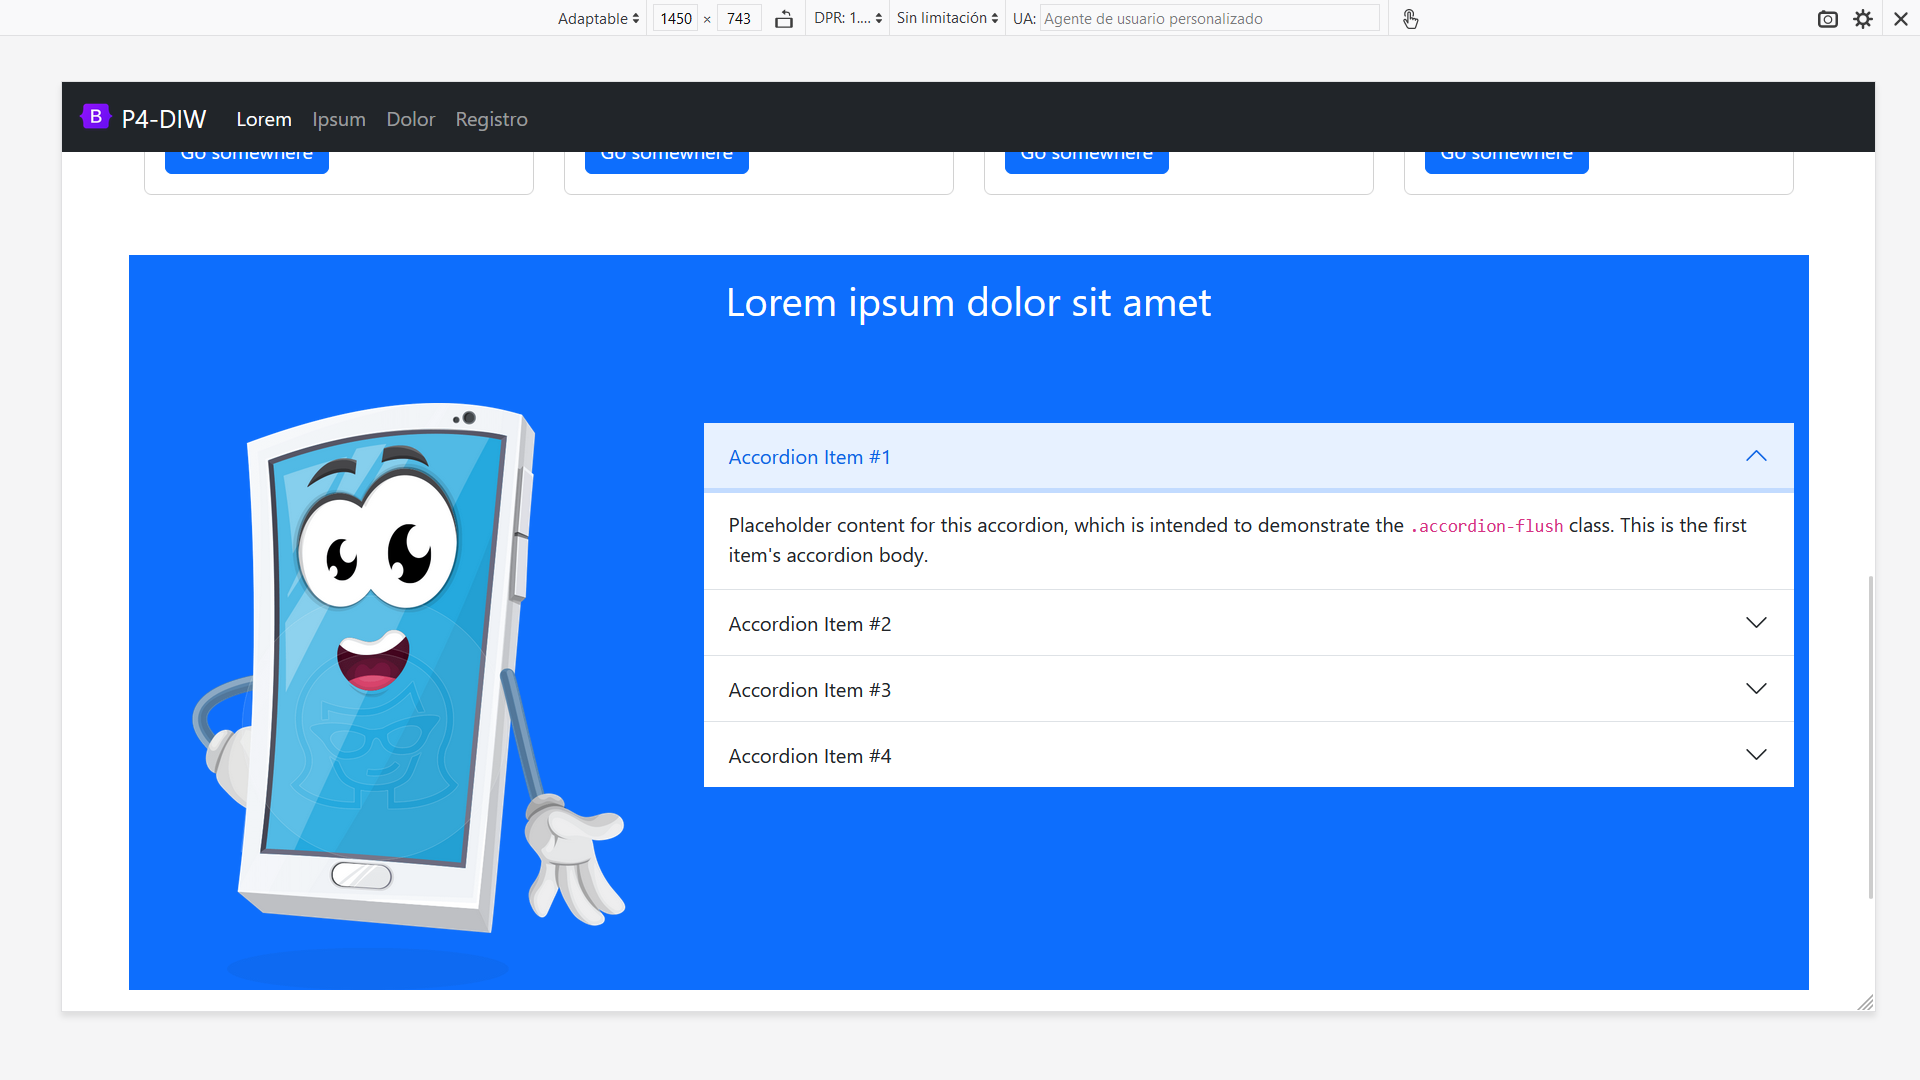 Adaptable 1450 × 743 DPR: 1.... Sin limitación UA: Agente de usuario personalizado
B P4-DIW Lorem Ipsum Dolor Registro
Go somewhere Go somewhere Go somewhere Go somewhere
Lorem ipsum dolor sit amet
Accordion Item #1
Placeholder content for this accordion, which is intended to demonstrate the .accordion-flush class. This is the first
item's accordion body.
Accordion Item #2
Accordion Item #3
Accordion Item #4